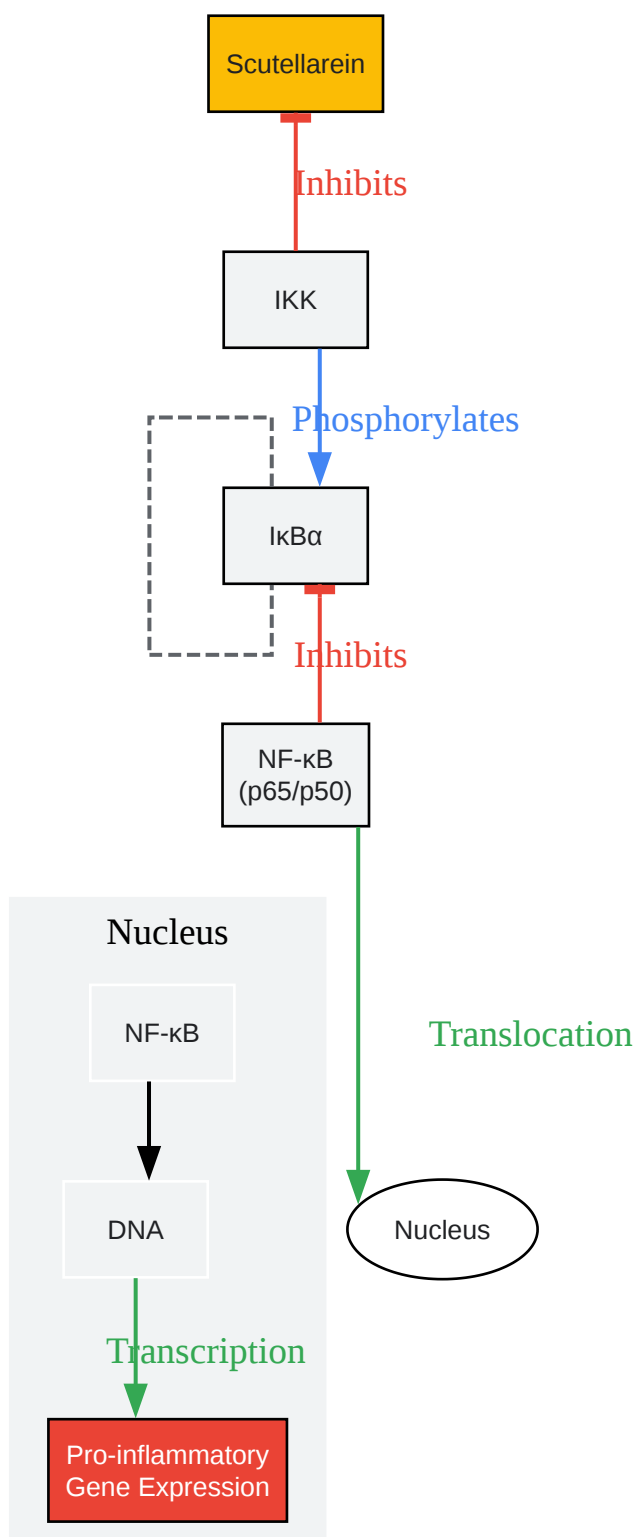 Scutellarein
Inhibits
IKK
Phosphorylates
IκBα
Inhibits
NF-κB
(p65/p50)
Nucleus
NF-κB
Translocation
DNA
Nucleus
Transcription
Pro-inflammatory
Gene Expression